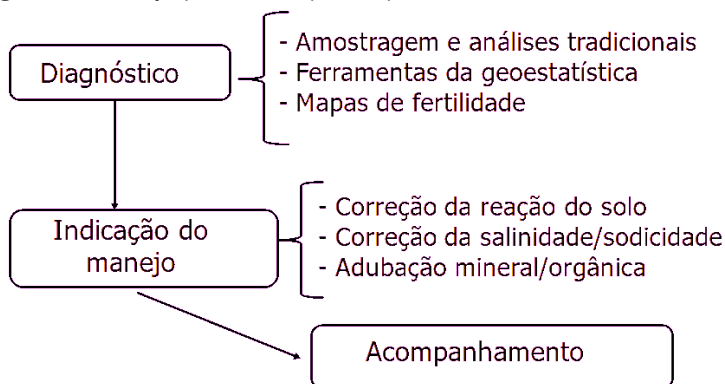 Diagnóstico
- Amostragem e análises tradicionais
- Ferramentas da geoestatística
- Mapas de fertilidade
Indicação do
manejo
- Correção da reação do solo
- Correção da salinidade/sodicidade
- Adubação mineral/orgânica
Acompanhamento